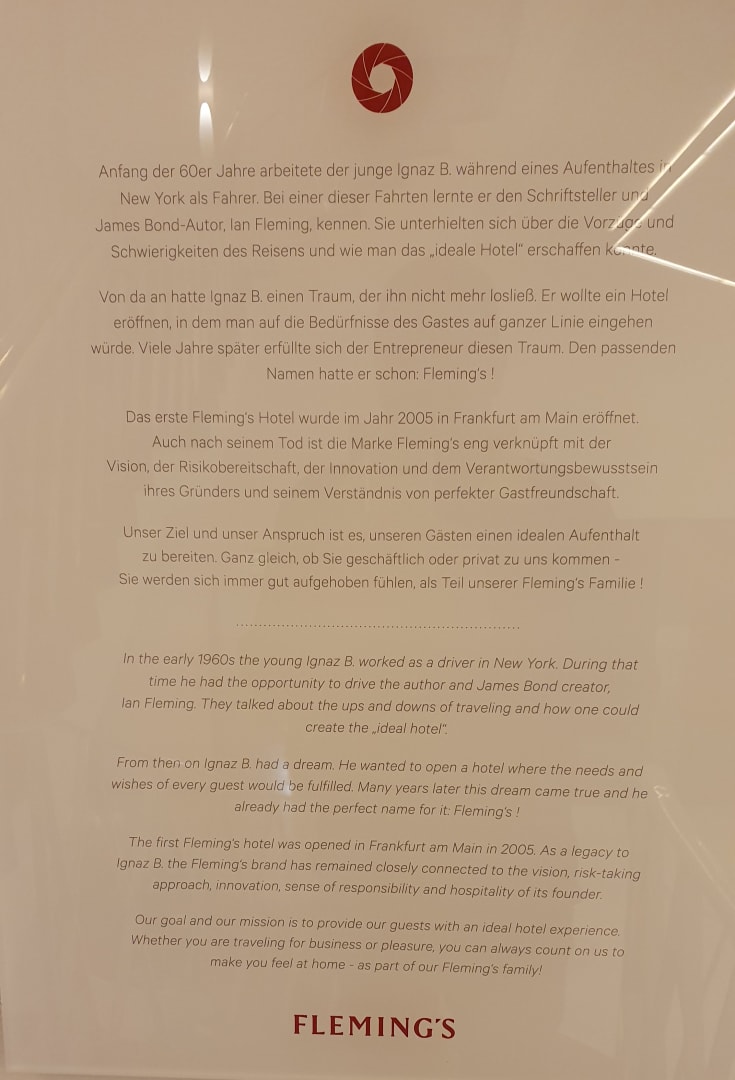 Anfang der 60er Jahre arbeitete der junge Ignaz B. während eines Aufenthaltes in
New York als Fahrer. Bei einer dieser Fahrten lernte er den Schriftsteller und
James Bond-Autor, Ian Fleming, kennen. Sie unterhielten sich über die Vorzüge und
Schwierigkeiten des Reisens und wie man das „ideale Hotel“ erschaffen konnte.
Von da an hatte Ignaz B. einen Traum, der ihn nicht mehr losließ. Er wollte ein Hotel
eröffnen, in dem man auf die Bedürfnisse des Gastes auf ganzer Linie eingehen
würde. Viele Jahre später erfüllte sich der Entrepreneur diesen Traum. Den passenden
Namen hatte er schon: Fleming's !
Das erste Fleming's Hotel wurde im Jahr 2005 in Frankfurt am Main eröffnet.
Auch nach seinem Tod ist die Marke Fleming's eng verknüpft mit der
Vision, der Risikobereitschaft, der Innovation und dem Verantwortungsbewusstsein
ihres Gründers und seinem Verständnis von perfekter Gastfreundschaft.
Unser Ziel und unser Anspruch ist es, unseren Gästen einen idealen Aufenthalt
zu bereiten. Ganz gleich, ob Sie geschäftlich oder privat zu uns kommen -
Sie werden sich immer gut aufgehoben fühlen, als Teil unserer Fleming's Familie !
In the early 1960s the young Ignaz B. worked as a driver in New York. During that
time he had the opportunity to drive the author and James Bond creator,
Ian Fleming. They talked about the ups and downs of traveling and how one could
create the „ideal hotel“.
From then on Ignaz B. had a dream. He wanted to open a hotel where the needs and
wishes of every guest would be fulfilled. Many years later this dream came true and he
already had the perfect name for it: Fleming's !
The first Fleming's hotel was opened in Frankfurt am Main in 2005. As a legacy to
Ignaz B. the Fleming's brand has remained closely connected to the vision, risk-taking
approach, innovation, sense of responsibility and hospitality of its founder.
Our goal and our mission is to provide our guests with an ideal hotel experience.
Whether you are traveling for business or pleasure, you can always count on us to
make you feel at home - as part of our Fleming's family!
FLEMING'S